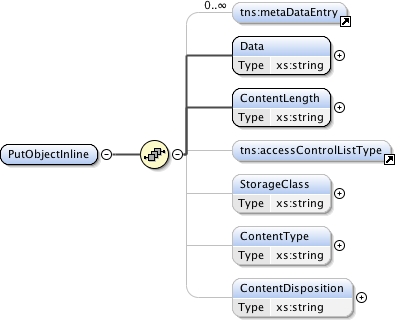 0..∞
tns:metaDataEntry
Data
Type xs:string
ContentLength
Type xs:string
PutObjectInline
tns:accessControlListType
StorageClass
Type xs:string
ContentType
Type xs:string
ContentDisposition
Type xs:string